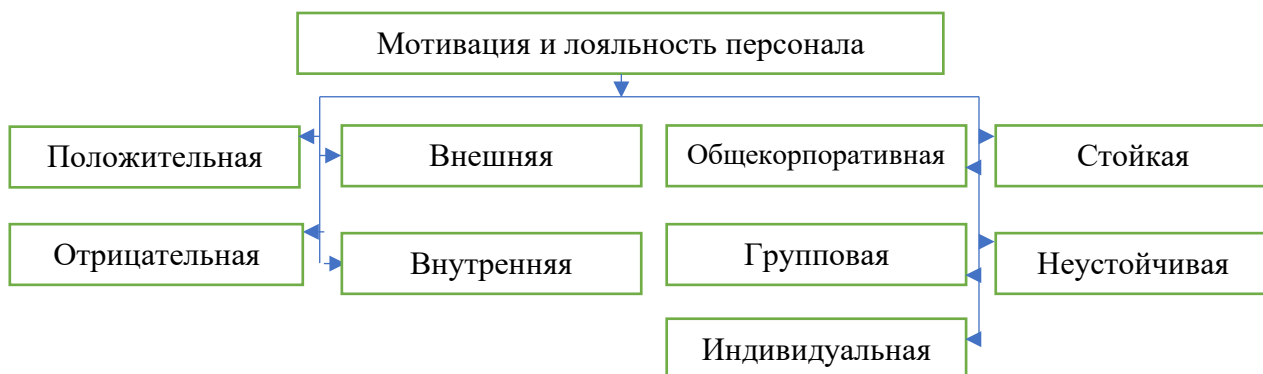 Мотивация и лояльность персонала
Положительная
Внешняя
Общекорпоративная
Стойкая
Отрицательная
Внутренняя
Групповая
Неустойчивая
Индивидуальная